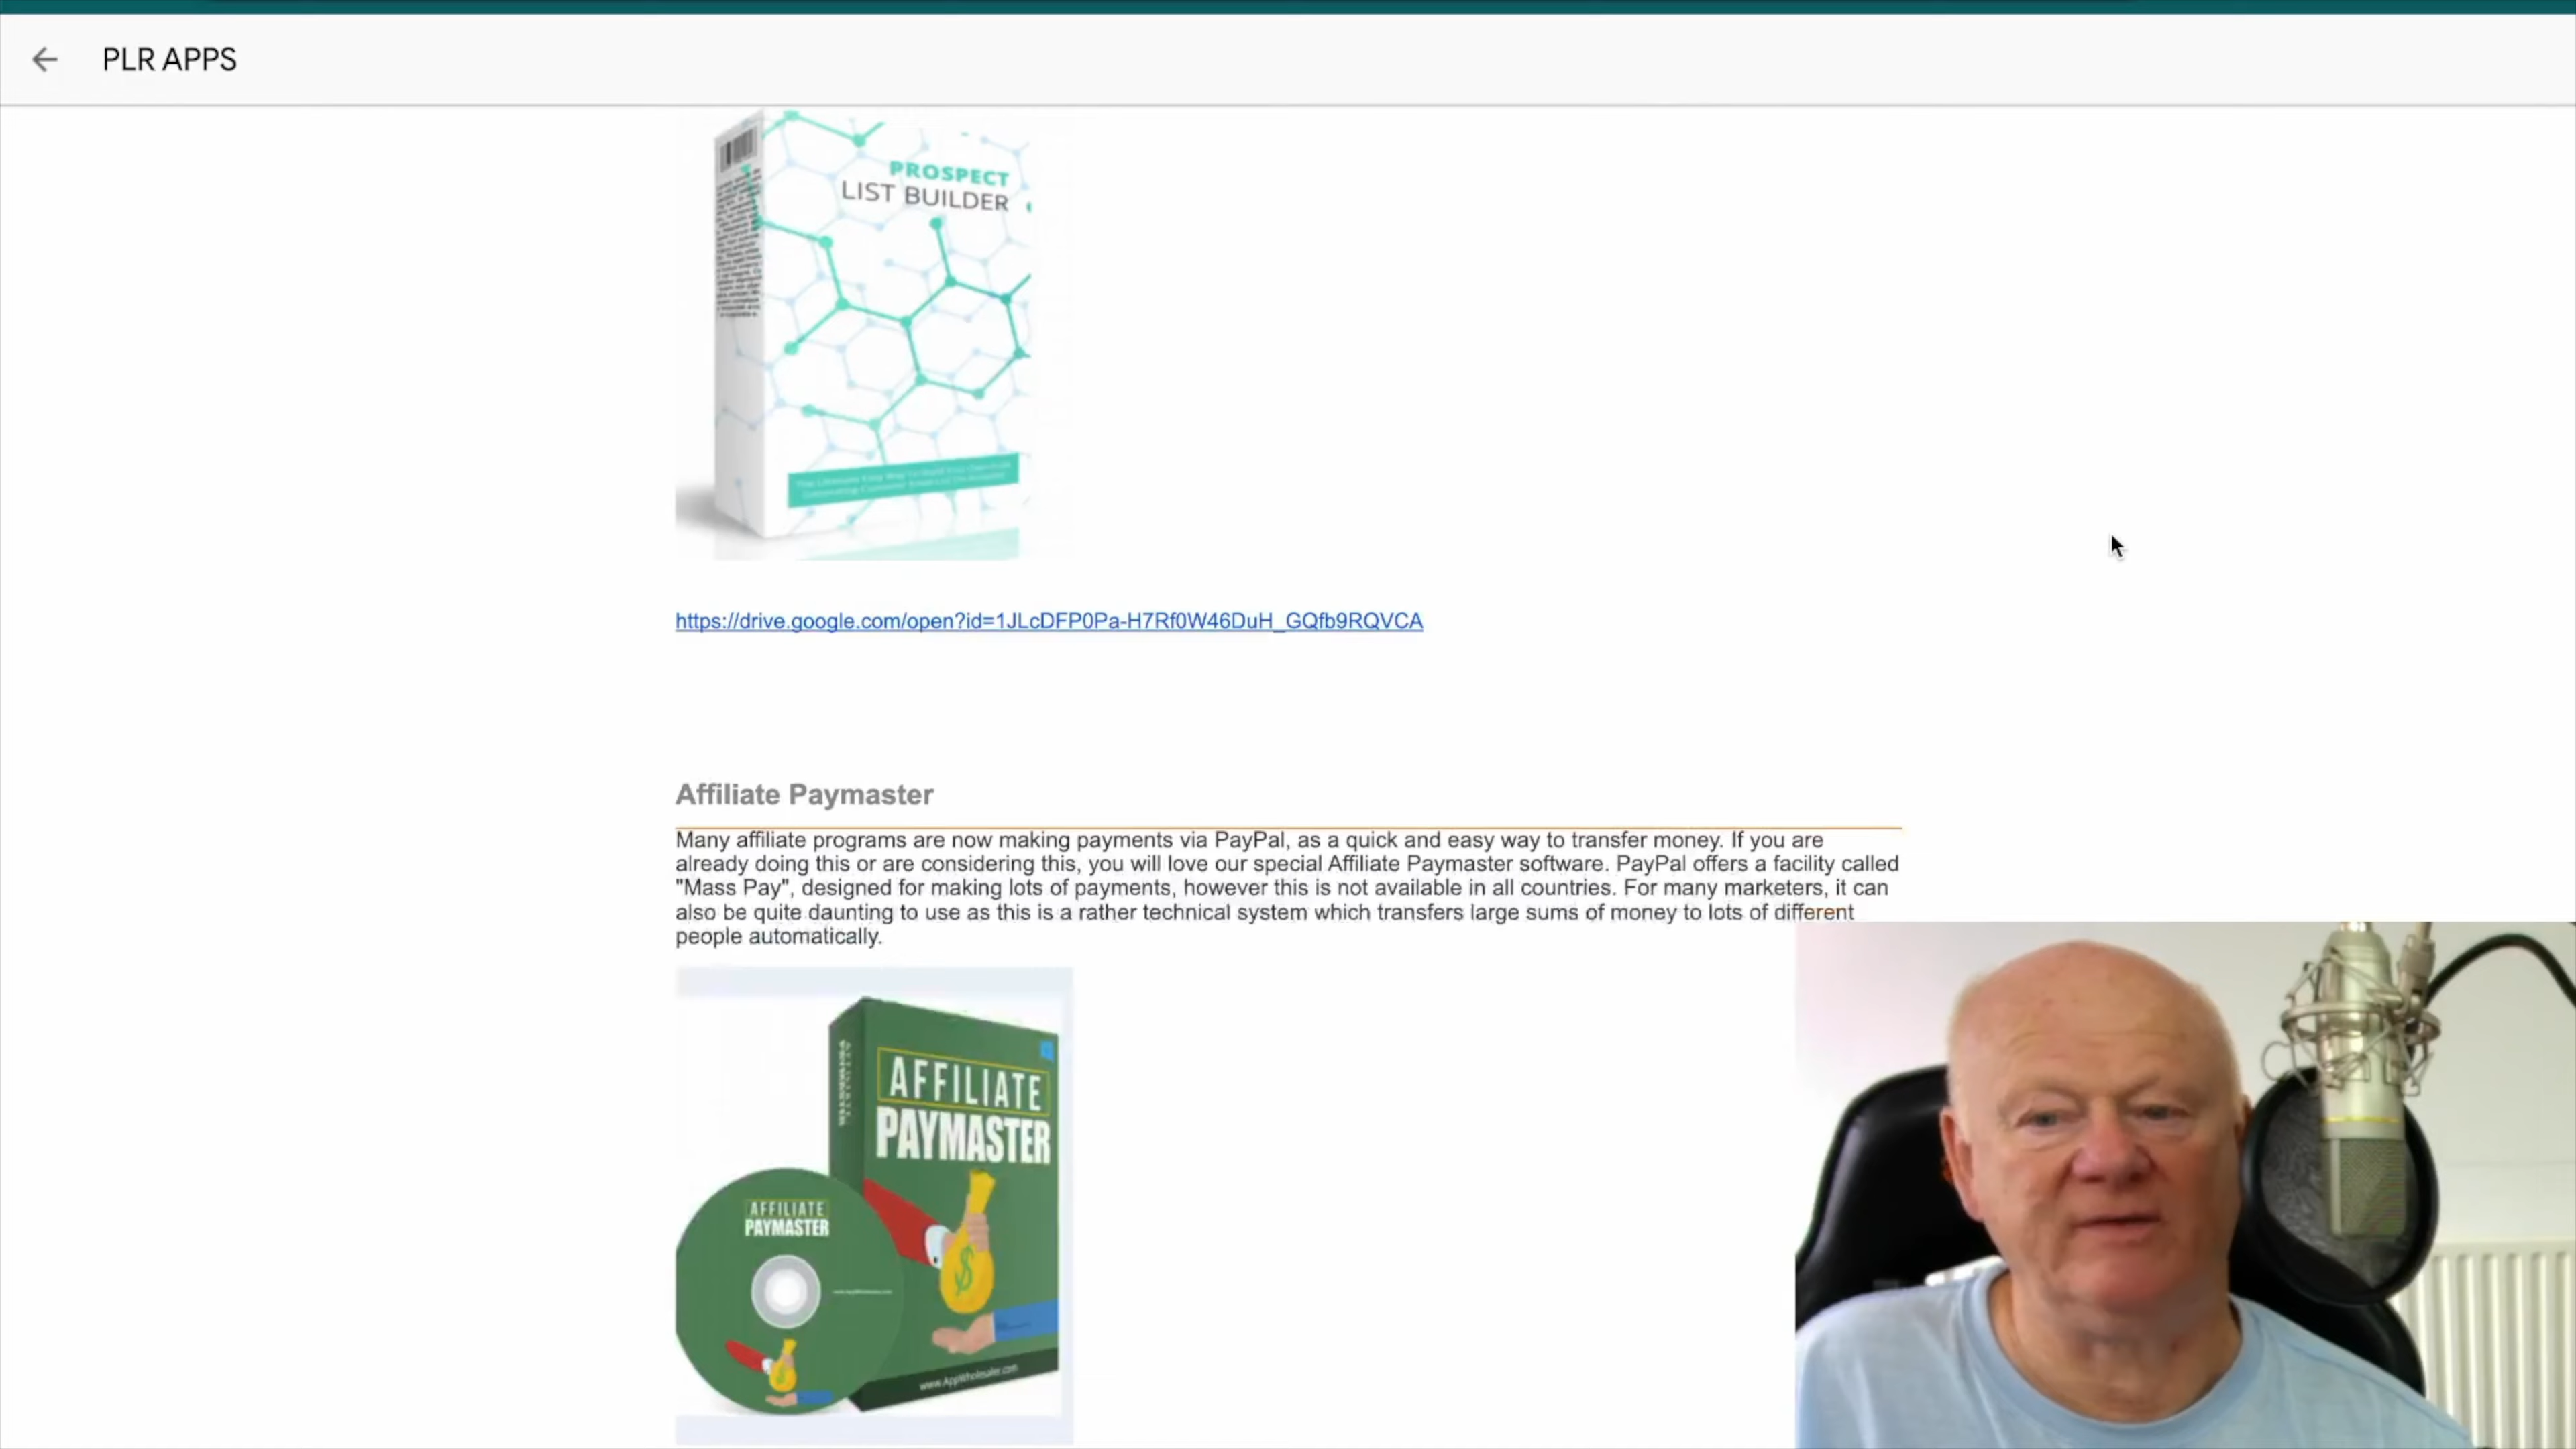 PLR APPS
PROSPECT
LIST BUILDER
https://drive.google.com/open?id=1JLcDFP0Pa-H7Rf0W46DuH_GQfb9RQVCA
Affiliate Paymaster
Many affiliate programs are now making payments via PayPal, as a quick and easy way to transfer money. If you are
already doing this or are considering this, you will love our special Affiliate Paymaster software. PayPal offers a facility called
"Mass Pay", designed for making lots of payments, however this is not available in all countries. For many marketers, it can
also be quite daunting to use as this is a rather technical system which transfers large sums of money to lots of different
people automatically.
AFFILIATE
PAYMASTER
AFFILIATE
PAYMASTER
www.AppWholesaler.com